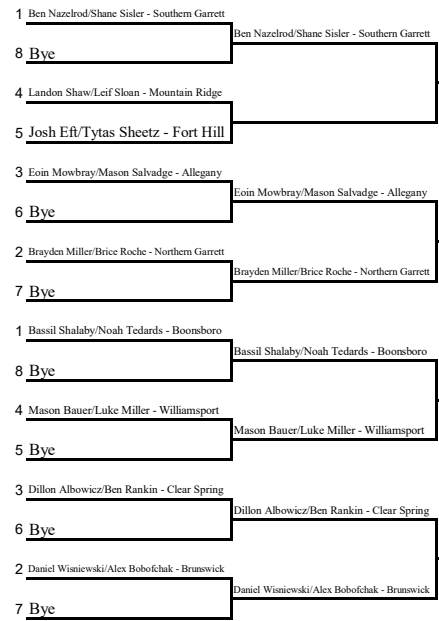 1 Ben Nazelrod/Shane Sisler - Southern Garrett
Ben Nazelrod/Shane Sisler - Southern Garrett
8 Bye
4 Landon Shaw/Leif Sloan - Mountain Ridge
5 Josh Eft/Tytas Sheetz - Fort Hill
3 Eoin Mowbray/Mason Salvadge - Allegany
Eoin Mowbray/Mason Salvadge - Allegany
6 Bye
2 Brayden Miller/Brice Roche - Northern Garrett
Brayden Miller/Brice Roche - Northern Garrett
7 Bye
1 Bassil Shalaby/Noah Tedards - Boonsboro
Bassil Shalaby/Noah Tedards - Boonsboro
8 Bye
4 Mason Bauer/Luke Miller - Williamsport
Mason Bauer/Luke Miller - Williamsport
5 Bye
3 Dillon Albowicz/Ben Rankin - Clear Spring
Dillon Albowicz/Ben Rankin - Clear Spring
6 Bye
2 Daniel Wisniewski/Alex Bobofchak - Brunswick
Daniel Wisniewski/Alex Bobofchak - Brunswick
7 Bye